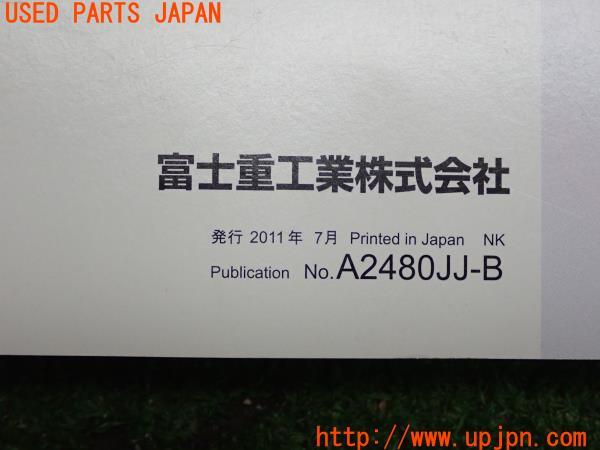 USED PARTS JAPAN
富士重工業株式会社
発行 2011年 7月 Printed in Japan NK
Publication No.A2480JJ-B
http://www.upjpn.com